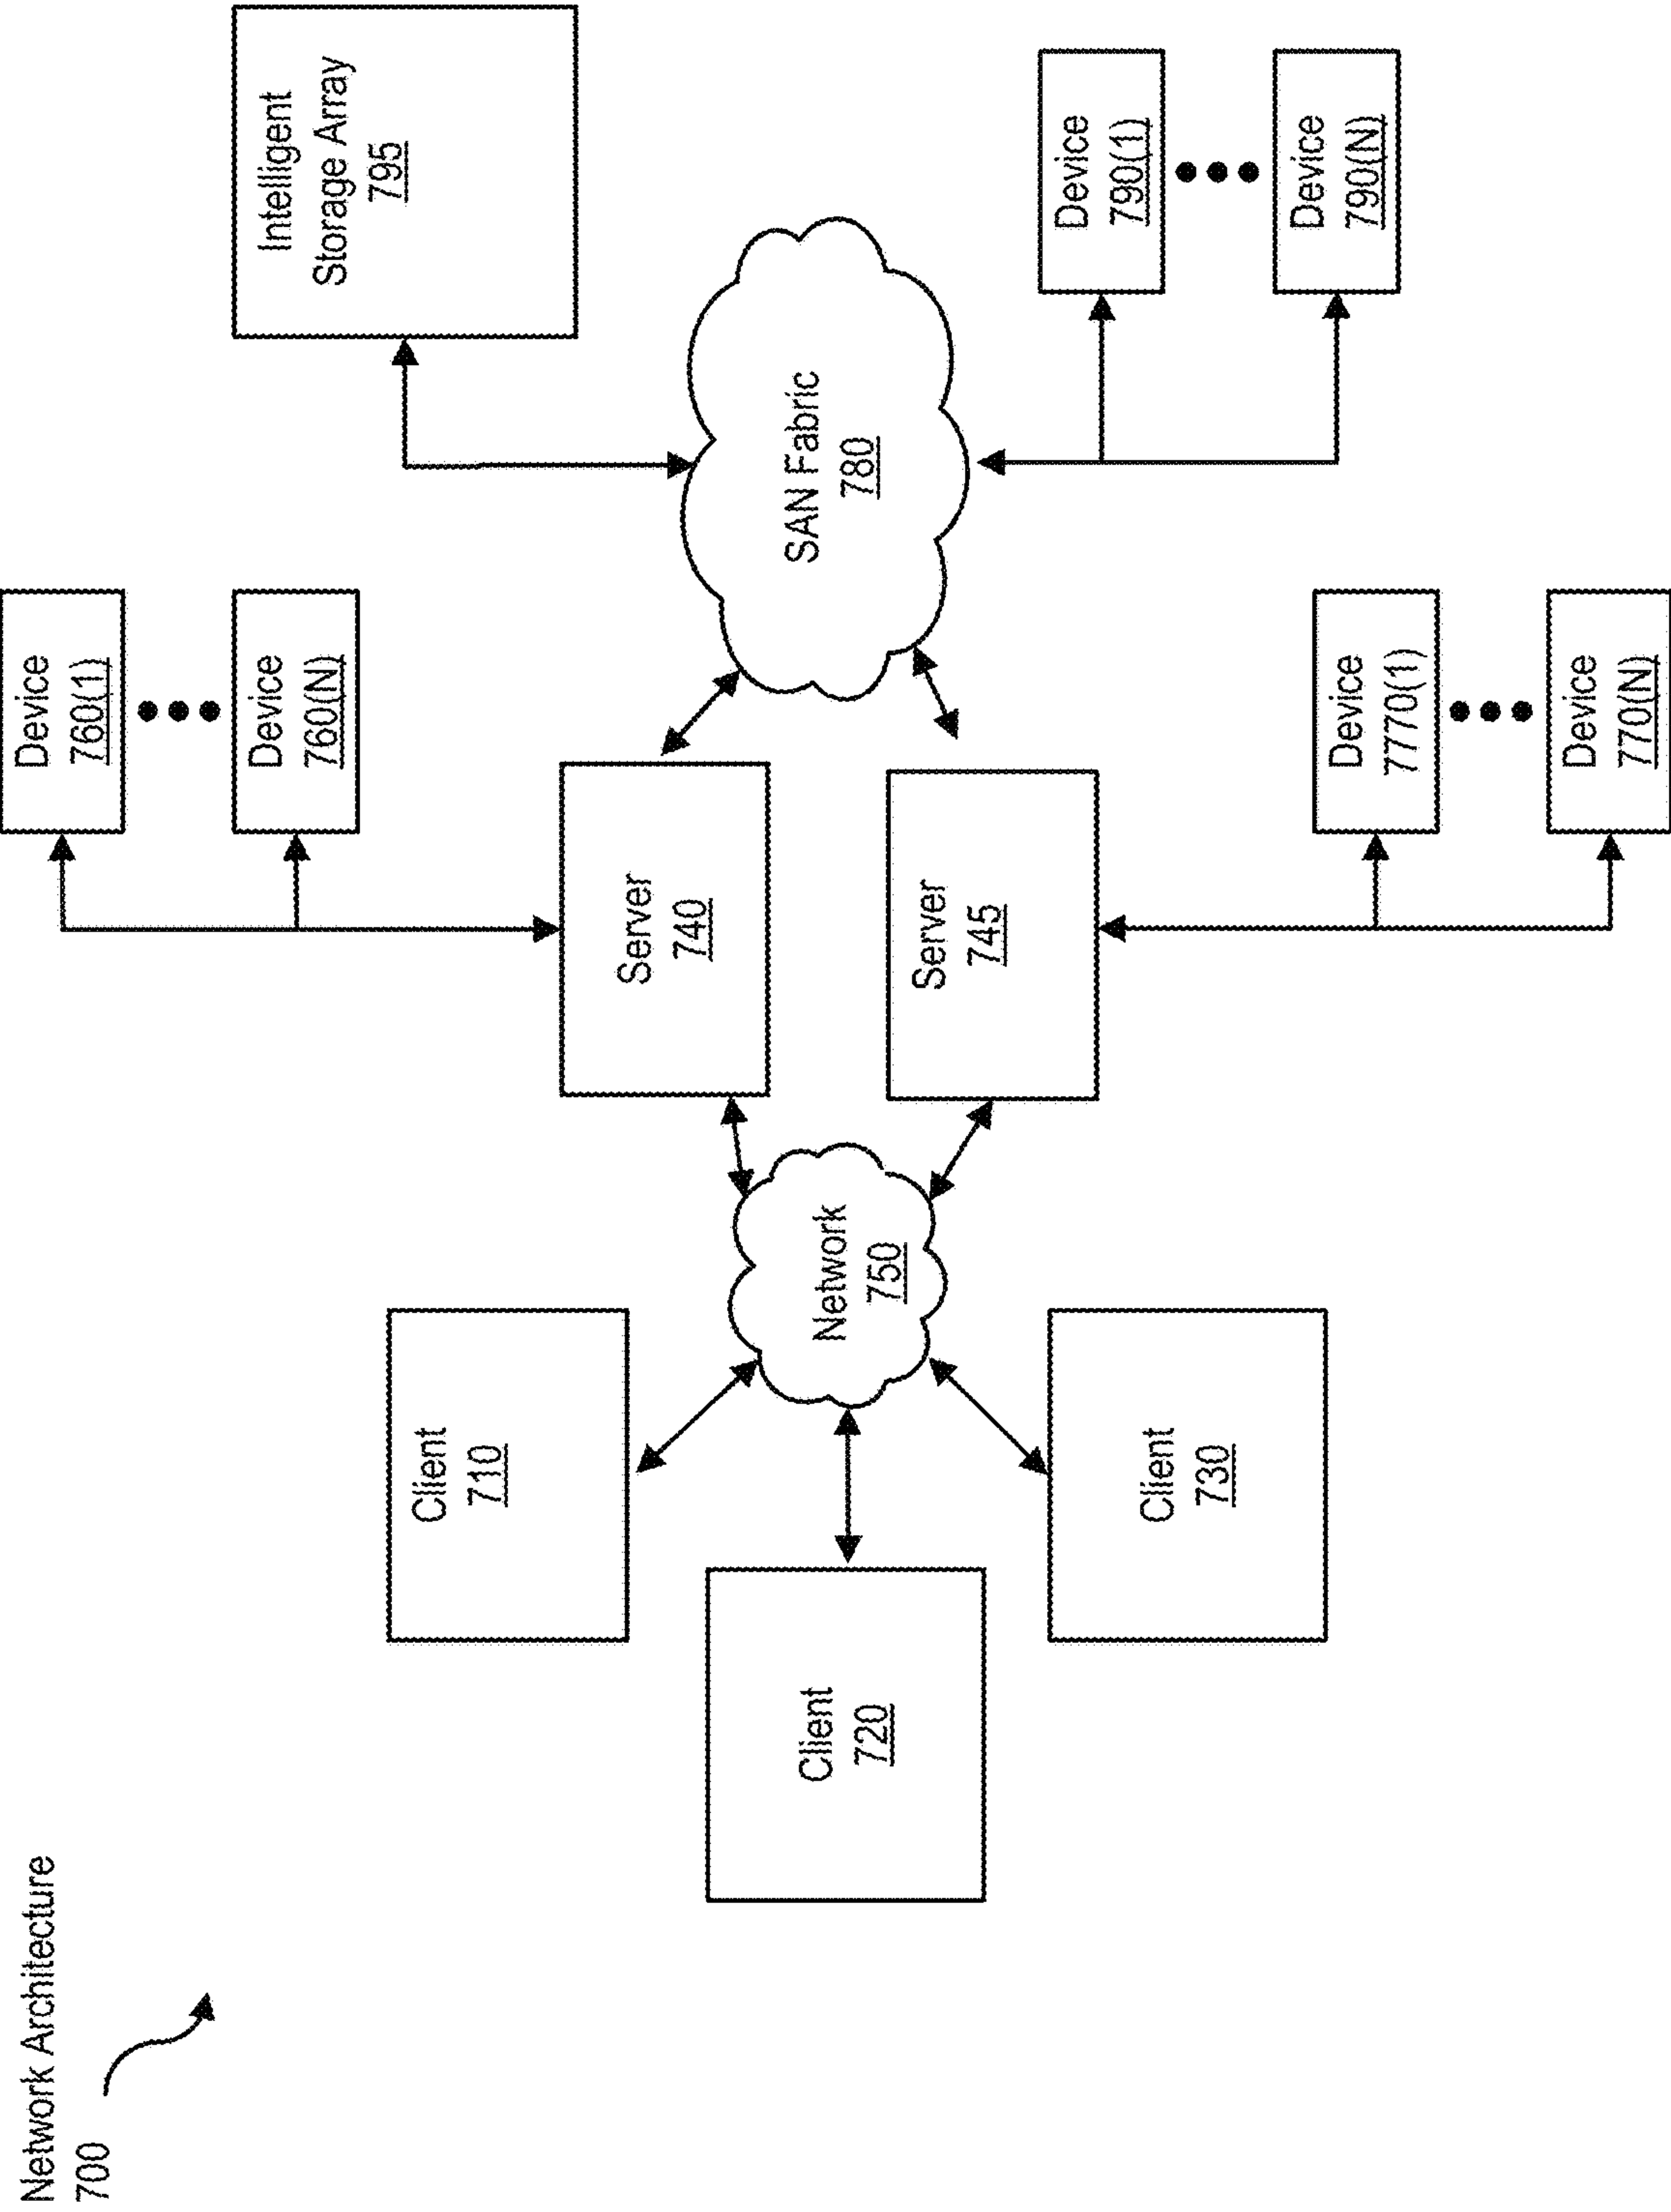 Network Architecture
700
Device
760(1)
Device
760(N)
Intelligent
Storage Array
795
Client
710
Server
740
Client
720
Network
750
SAN Fabric
780
Server
745
Client
730
Device
790(1)
Device
790(N)
Device
7770(1)
Device
770(N)